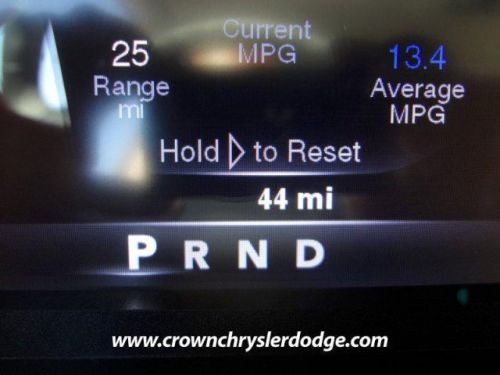 Current
25 MPG 13.4
Range Average
mi MPG
Hold ▷ to Reset
44 mi
P R N D
www.crownchryslerdodge.com